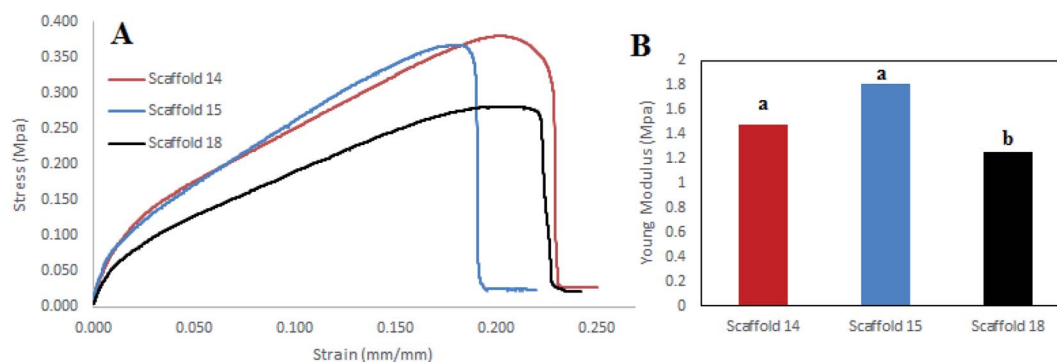 A
Stress (Mpa)
0.400
0.350
0.300
0.250
0.200
0.150
0.100
0.050
0.000
Scaffold 14
Scaffold 15
Scaffold 18
0.000 0.050 0.100 0.150 0.200 0.250
Strain (mm/mm)
B
Young Modulus (Mpa)
2
1.8
1.6
1.4
1.2
1
0.8
0.6
0.4
0.2
0
a
a
b
Scaffold 14 Scaffold 15 Scaffold 18